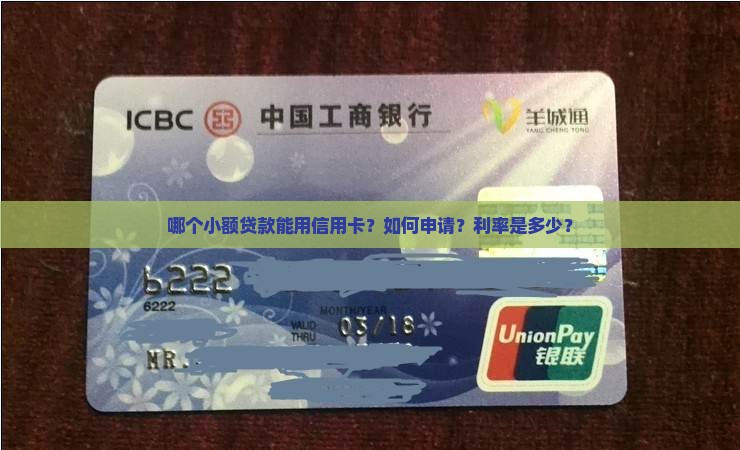 ICBC 中国工商银行 羊城通
YANG CHENG TONG
哪个小额贷款能用信用卡？如何申请？利率是多少？
6222
6222
MONTH/YEAR
VALID THRU 03/18
MR.
UnionPay
银联